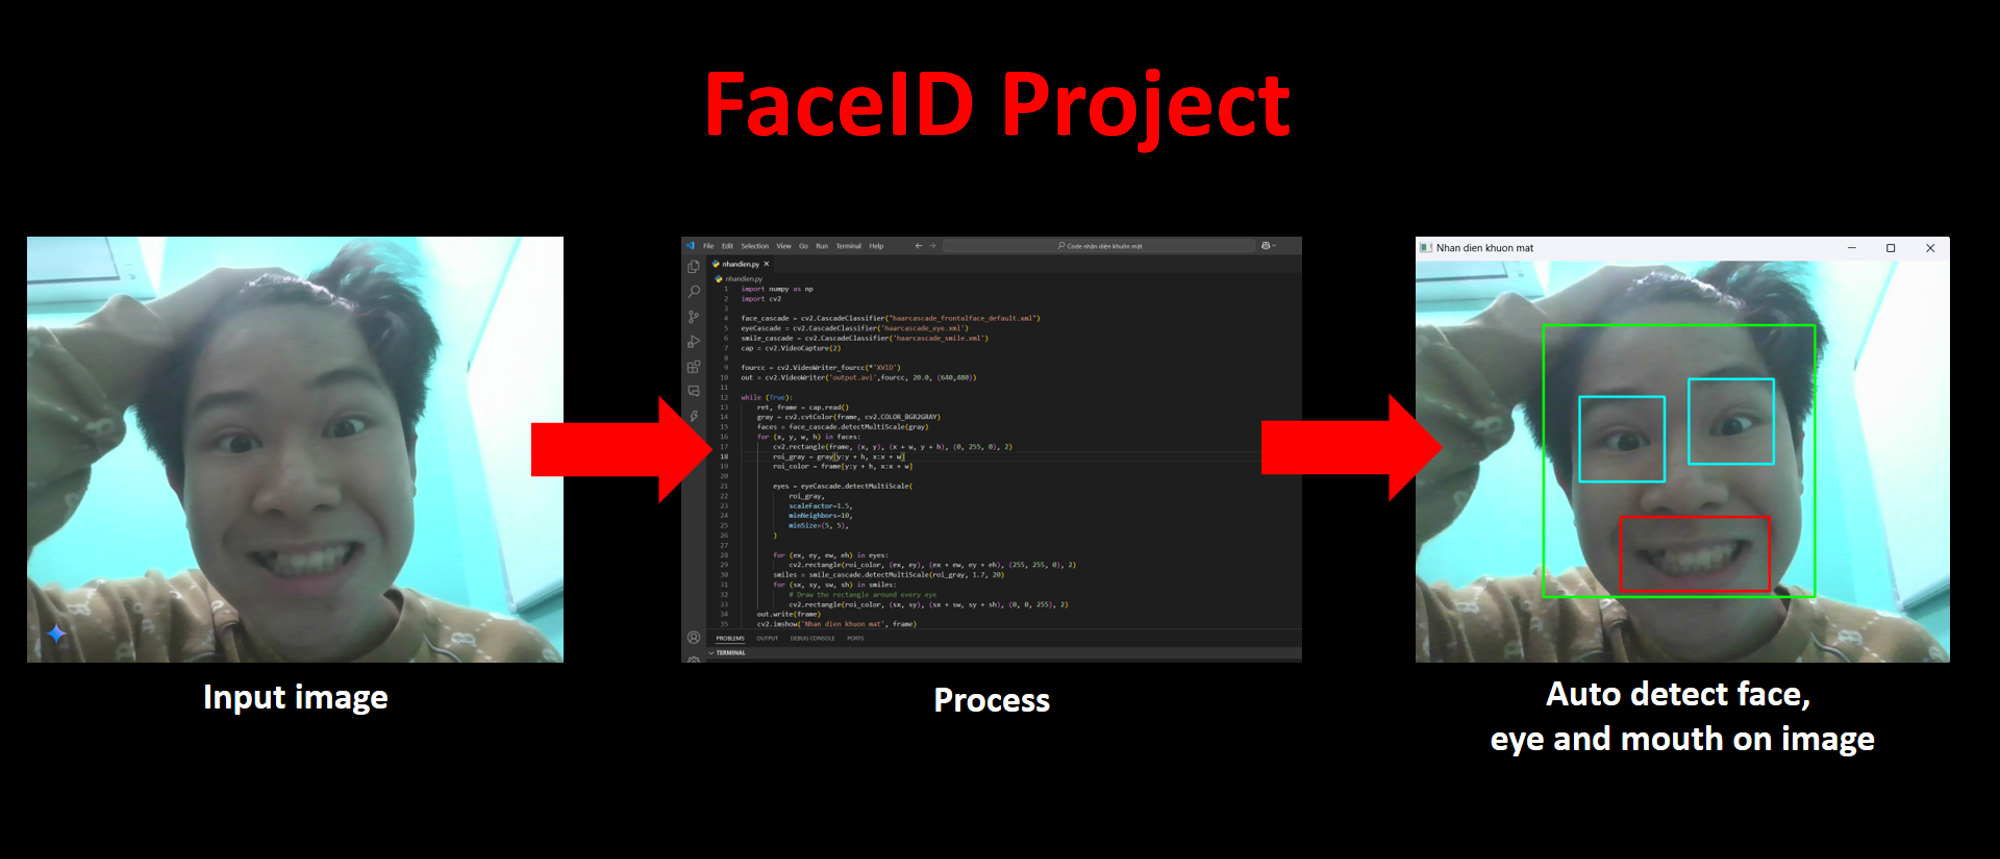 FaceID Project
File Edit Selection View Go Run Terminal Help
Code nhận diện khuôn mặt
nhandien.py
nhandien.py
1 import numpy as np
2 import cv2
3
4 face_cascade = cv2.CascadeClassifier("haarcascade_frontalface_default.xml")
5 eyeCascade = cv2.CascadeClassifier('haarcascade_eye.xml')
6 smile_cascade = cv2.CascadeClassifier('haarcascade_smile.xml')
7 cap = cv2.VideoCapture(2)
8
9 fourcc = cv2.VideoWriter_fourcc(*'XVID')
10 out = cv2.VideoWriter('output.avi',fourcc, 20.0, (640,480))
11
12 while (True):
13 ret, frame = cap.read()
14 gray = cv2.cvtColor(frame, cv2.COLOR_BGR2GRAY)
15 faces = face_cascade.detectMultiScale(gray)
16 for (x, y, w, h) in faces:
17 cv2.rectangle(frame, (x, y), (x + w, y + h), (0, 255, 0), 2)
18 roi_gray = gray[y:y + h, x:x + w]
19 roi_color = frame[y:y + h, x:x + w]
20
21 eyes = eyeCascade.detectMultiScale(
22 roi_gray,
23 scaleFactor=1.5,
24 minNeighbors=10,
25 minSize=(5, 5),
26 )
27
28 for (ex, ey, ew, eh) in eyes:
29 cv2.rectangle(roi_color, (ex, ey), (ex + ew, ey + eh), (255, 255, 0), 2)
30 smiles = smile_cascade.detectMultiScale(roi_gray, 1.7, 20)
31 for (sx, sy, sw, sh) in smiles:
32 # Draw the rectangle around every eye
33 cv2.rectangle(roi_color, (sx, sy), (sx + sw, sy + sh), (0, 0, 255), 2)
34 out.write(frame)
35 cv2.imshow('Nhan dien khuon mat', frame)
PROBLEMS OUTPUT DEBUG CONSOLE PORTS
TERMINAL
Nhan dien khuon mat
Input image
Process
Auto detect face,
eye and mouth on image